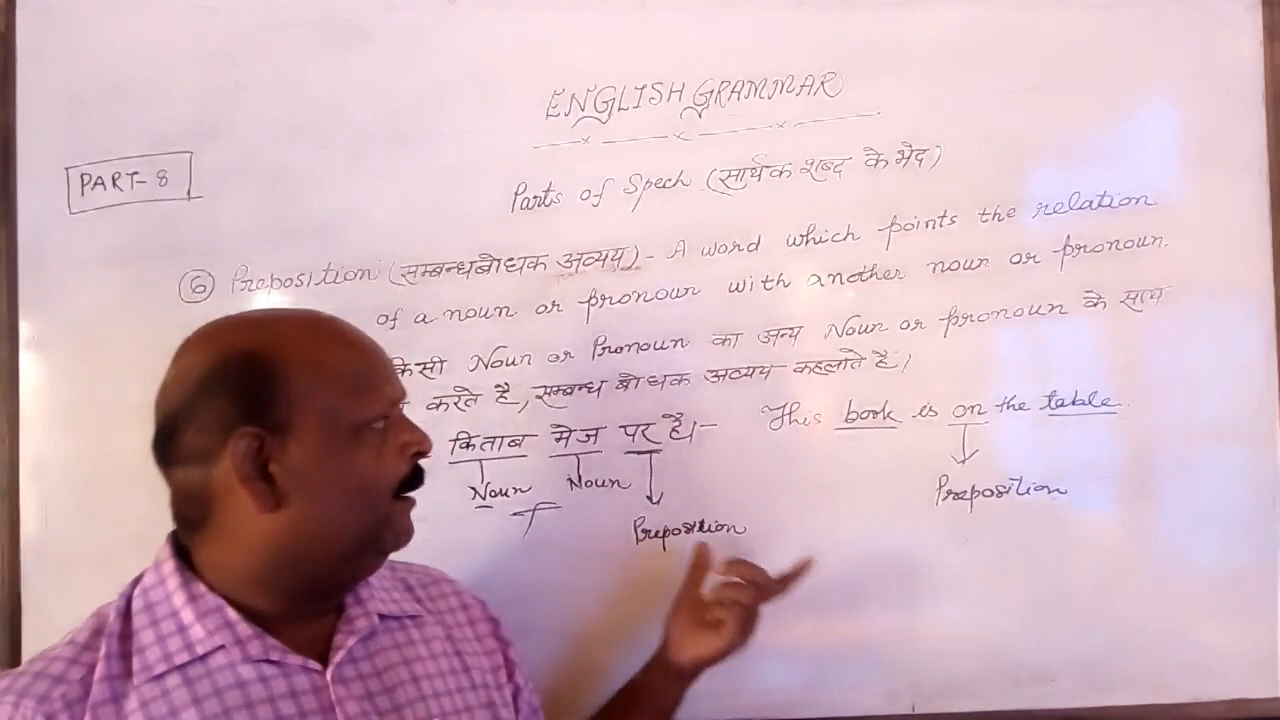 ENGLISH GRAMMAR
PART-8
Parts of Spech (सार्थक शब्द के भेद)
⑥ Preposition (सम्बन्धबोधक अव्यय) - A word which points the relation
of a noun or pronoun with another noun or pronoun.
किसी Noun or Pronoun का अन्य Noun or pronoun के साथ
करते है, सम्बन्ध बोधक अव्यय कहलाते हैं।
किताब मेज पर है।- This book is on the table.
Noun Noun Preposition
Preposition